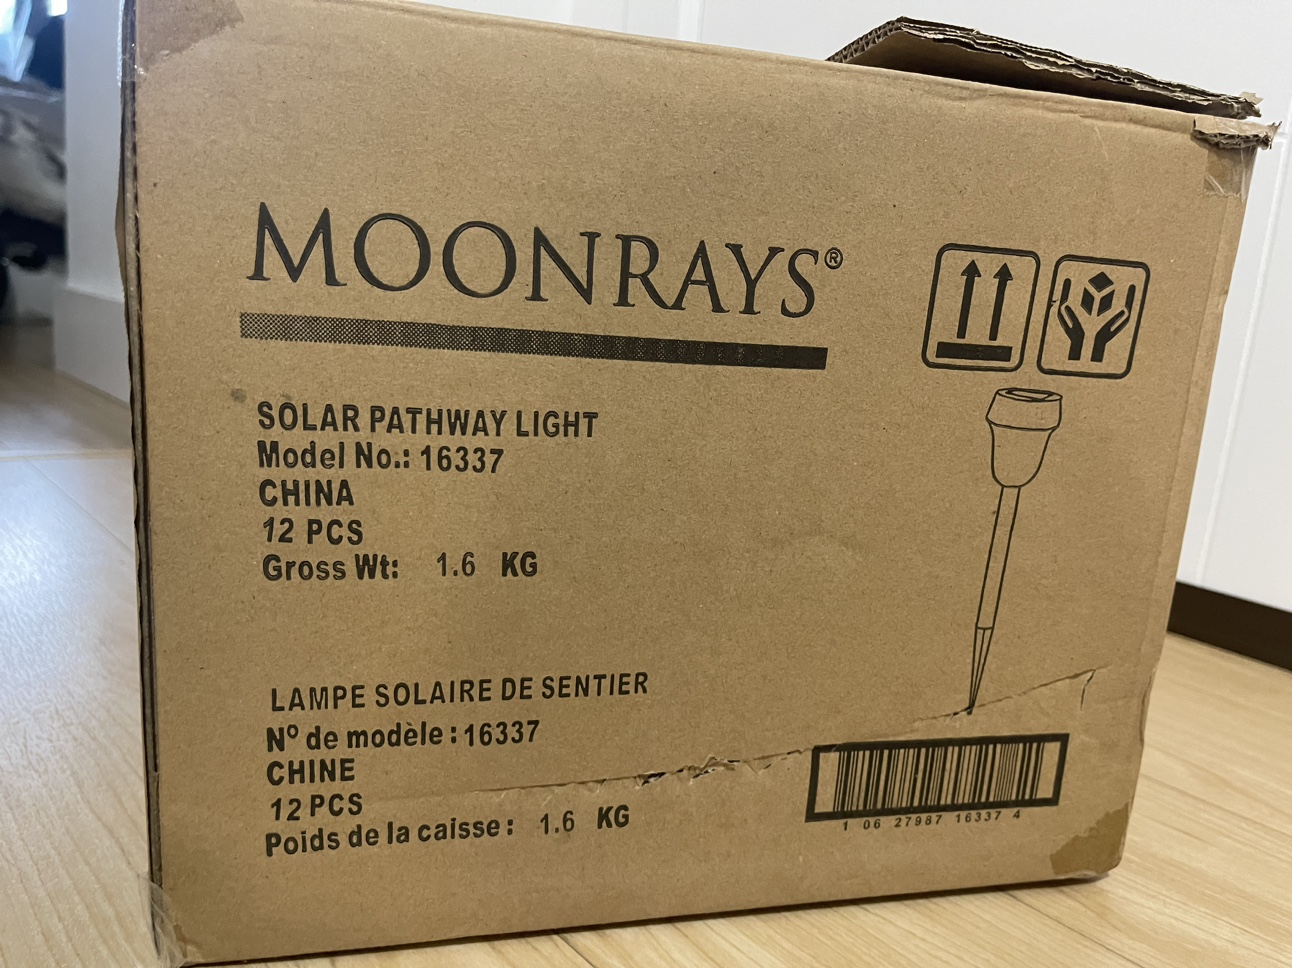 MOONRAYS®
SOLAR PATHWAY LIGHT
Model No.: 16337
CHINA
12 PCS
Gross Wt: 1.6 KG
LAMPE SOLAIRE DE SENTIER
Nº de modèle : 16337
CHINE
12 PCS
Poids de la caisse : 1.6 KG
1 06 27987 16337 4